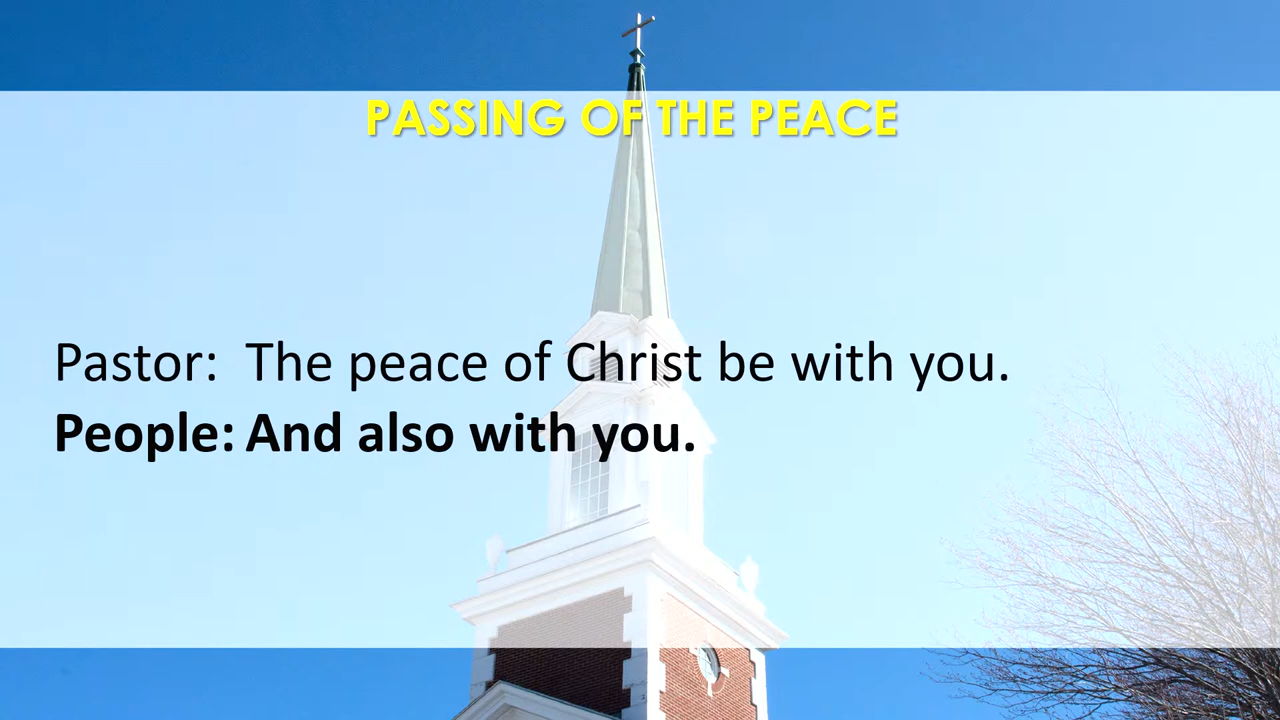 PASSING OF THE PEACE
Pastor:  The peace of Christ be with you.
People: And also with you.